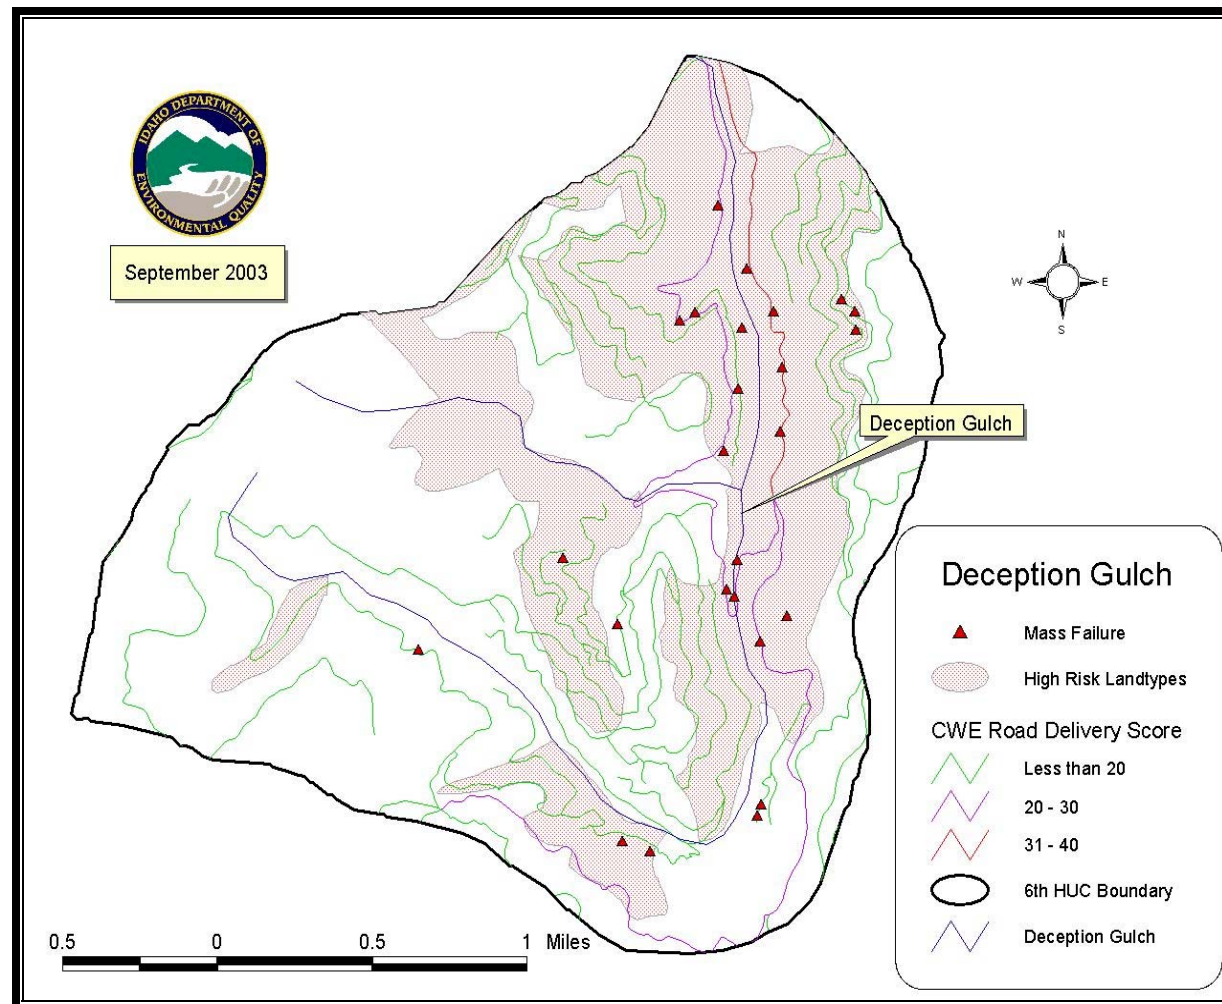 IDAHO DEPARTMENT OF
ENVIRONMENTAL QUALITY
September 2003
N
W
E
S
Deception Gulch
Deception Gulch
Mass Failure
High Risk Landtypes
CWE Road Delivery Score
Less than 20
20 - 30
31 - 40
6th HUC Boundary
Deception Gulch
0.5 0 0.5 1 Miles